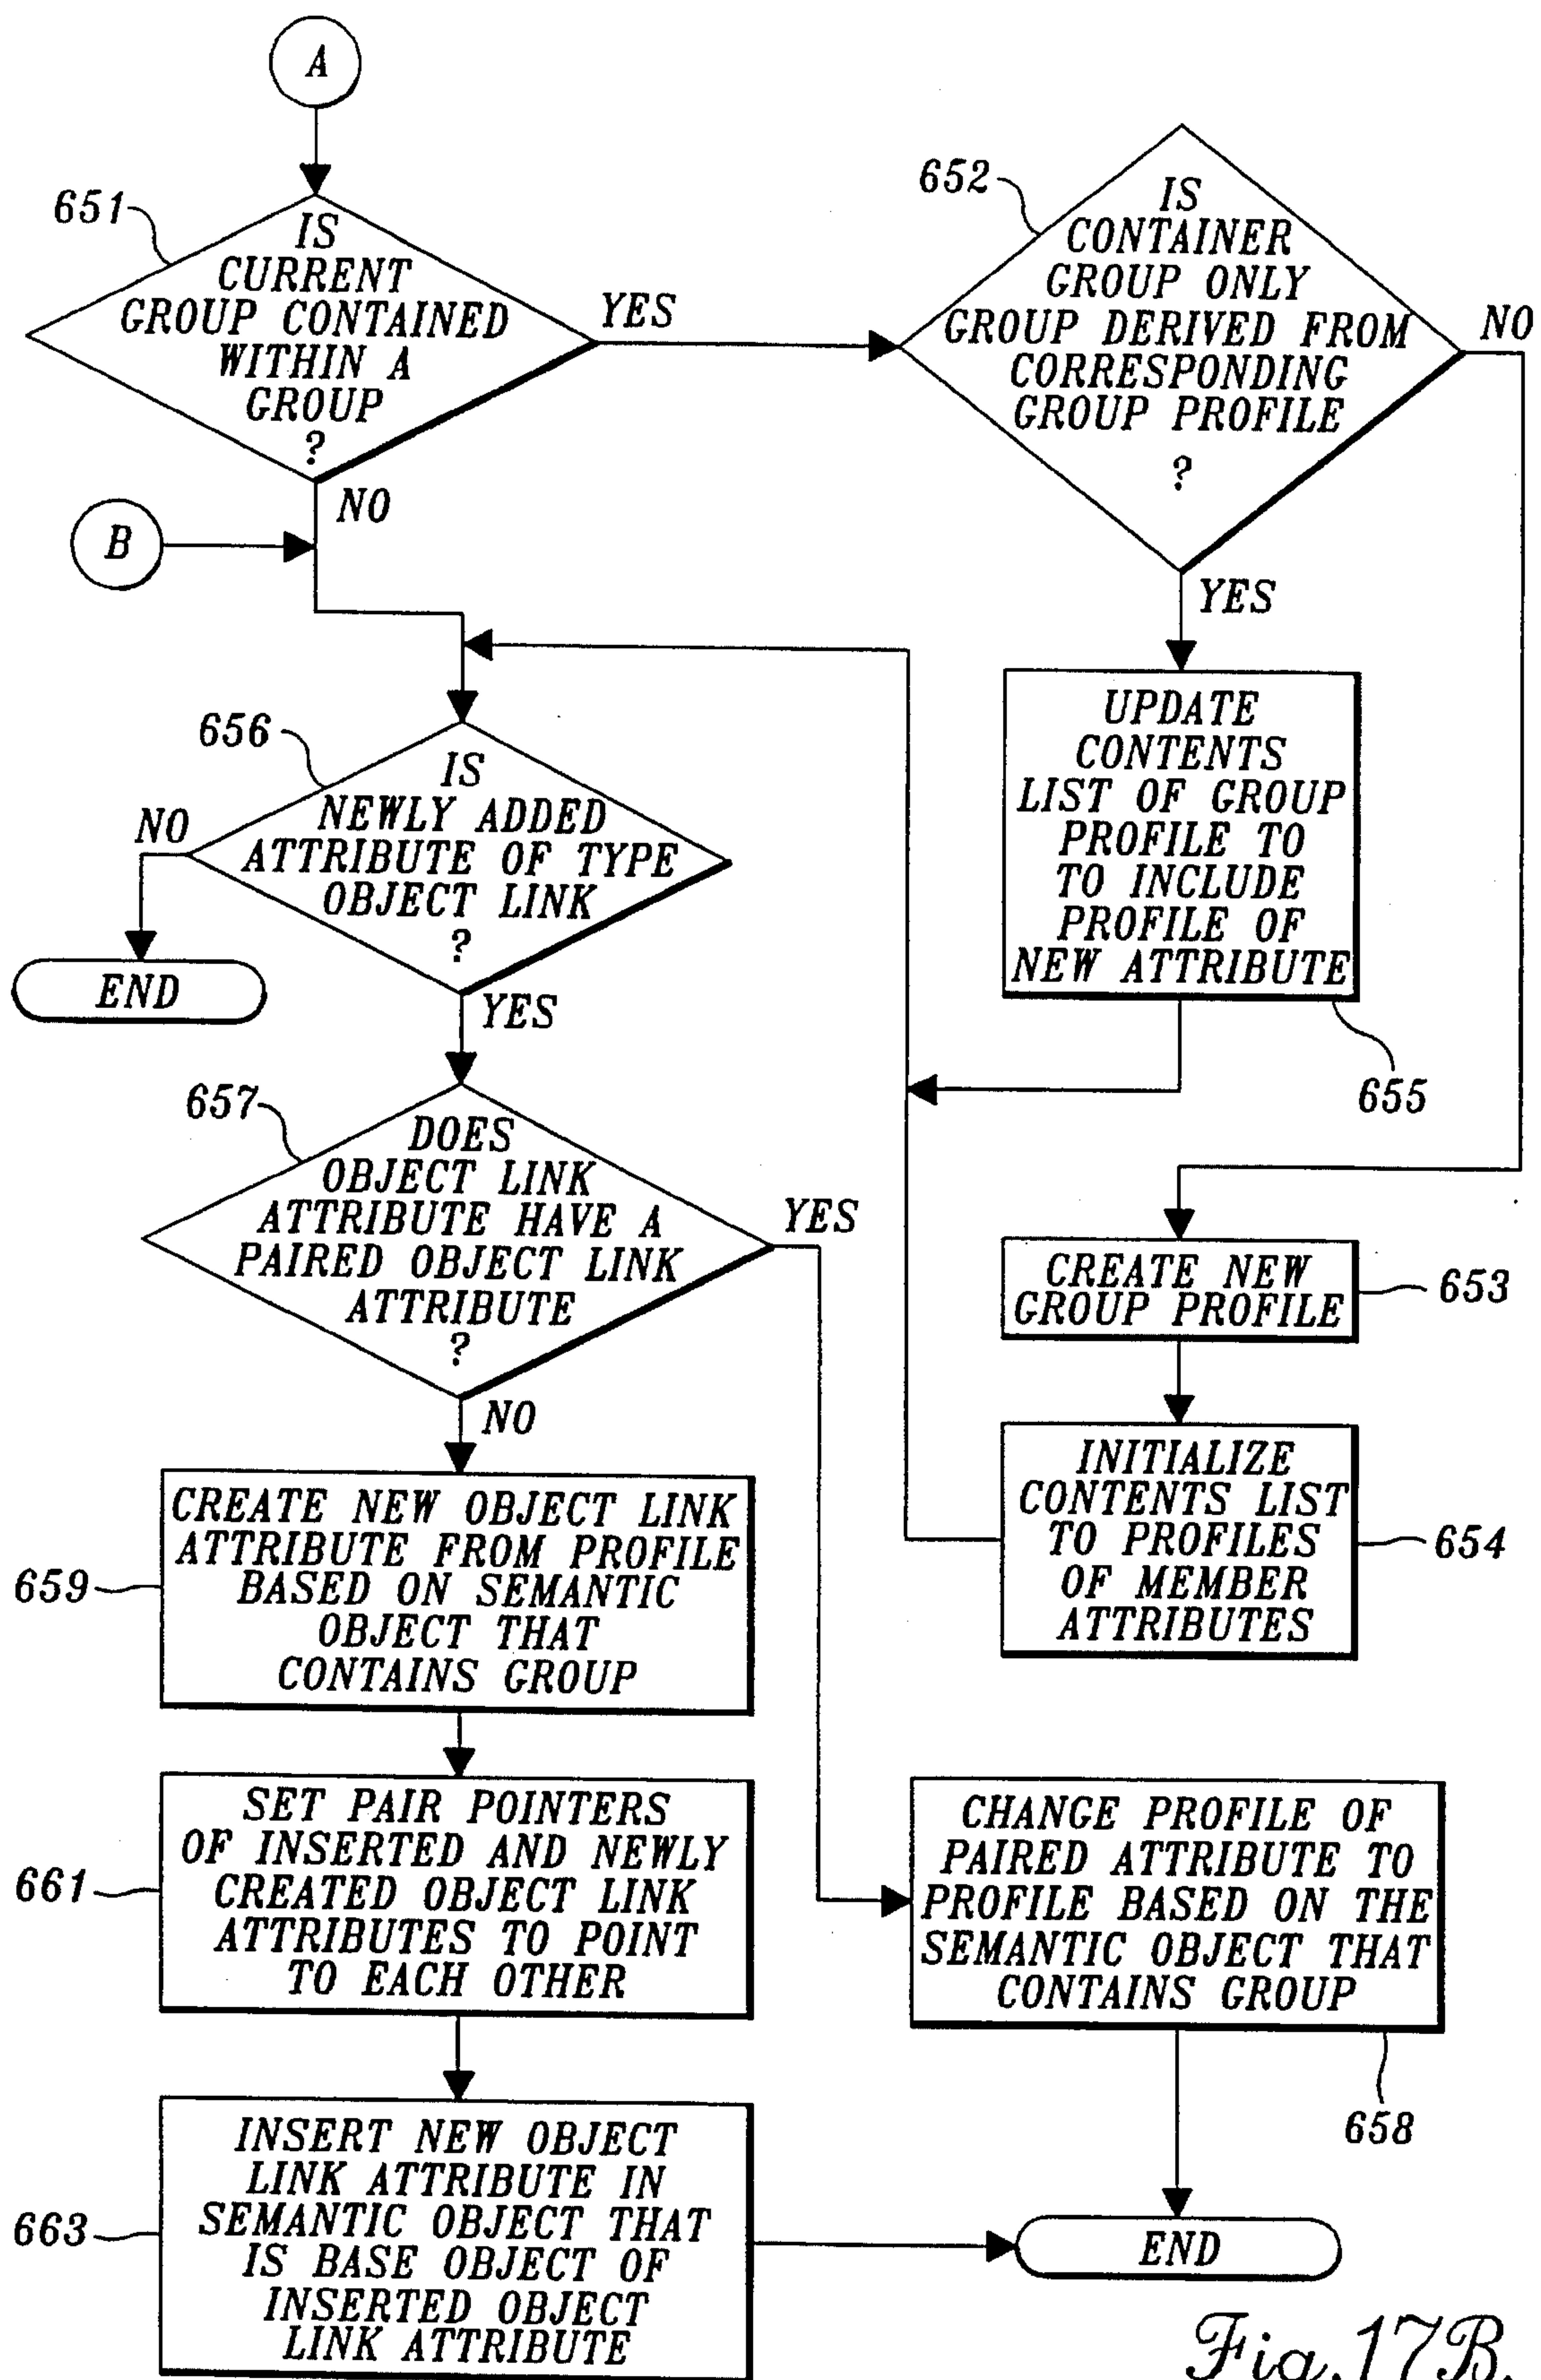 A
651
IS
CURRENT
GROUP CONTAINED
WITHIN A
GROUP
?
YES
NO
652
IS
CONTAINER
GROUP ONLY
GROUP DERIVED FROM
CORRESPONDING
GROUP PROFILE
?
NO
YES
B
UPDATE
CONTENTS
LIST OF GROUP
PROFILE TO
TO INCLUDE
PROFILE OF
NEW ATTRIBUTE
655
656
IS
NEWLY ADDED
ATTRIBUTE OF TYPE
OBJECT LINK
?
NO
END
YES
657
DOES
OBJECT LINK
ATTRIBUTE HAVE A
PAIRED OBJECT LINK
ATTRIBUTE
?
YES
NO
CREATE NEW
GROUP PROFILE
653
INITIALIZE
CONTENTS LIST
TO PROFILES
OF MEMBER
ATTRIBUTES
654
659
CREATE NEW OBJECT LINK
ATTRIBUTE FROM PROFILE
BASED ON SEMANTIC
OBJECT THAT
CONTAINS GROUP
661
SET PAIR POINTERS
OF INSERTED AND NEWLY
CREATED OBJECT LINK
ATTRIBUTES TO POINT
TO EACH OTHER
CHANGE PROFILE OF
PAIRED ATTRIBUTE TO
PROFILE BASED ON THE
SEMANTIC OBJECT THAT
CONTAINS GROUP
658
663
INSERT NEW OBJECT
LINK ATTRIBUTE IN
SEMANTIC OBJECT THAT
IS BASE OBJECT OF
INSERTED OBJECT
LINK ATTRIBUTE
END
Fig. 17B.